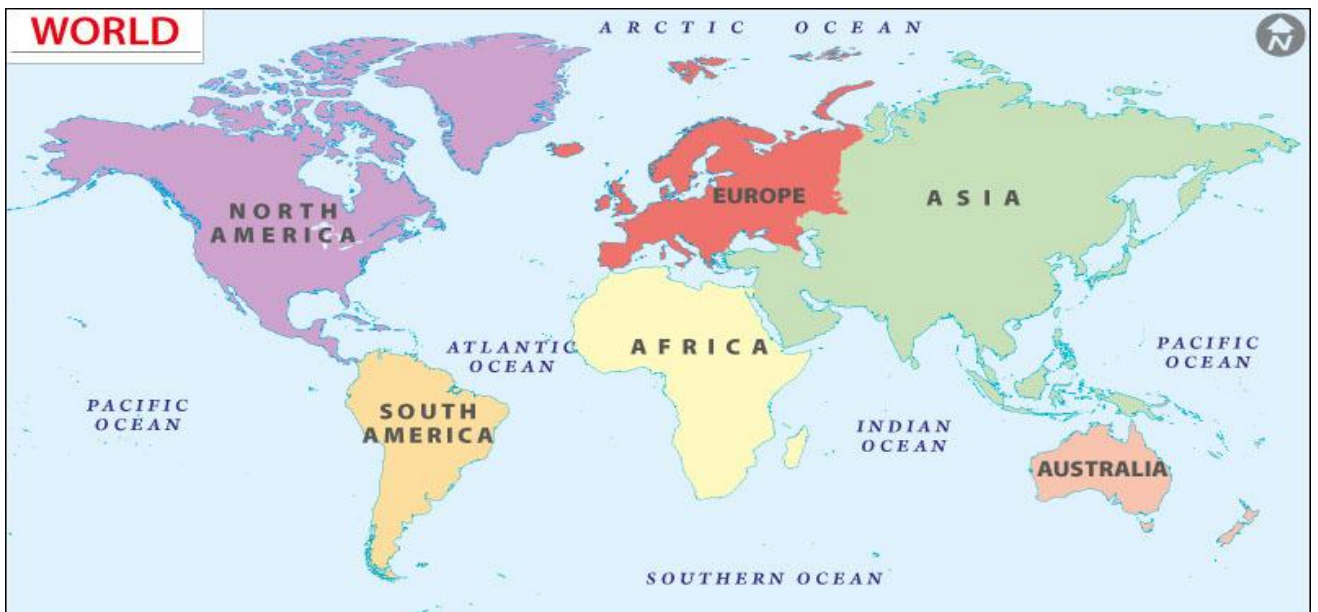 WORLD
ARCTIC OCEAN
N
NORTH
AMERICA
EUROPE
ASIA
ATLANTIC
OCEAN
AFRICA
PACIFIC
OCEAN
PACIFIC
OCEAN
SOUTH
AMERICA
INDIAN
OCEAN
AUSTRALIA
SOUTHERN OCEAN